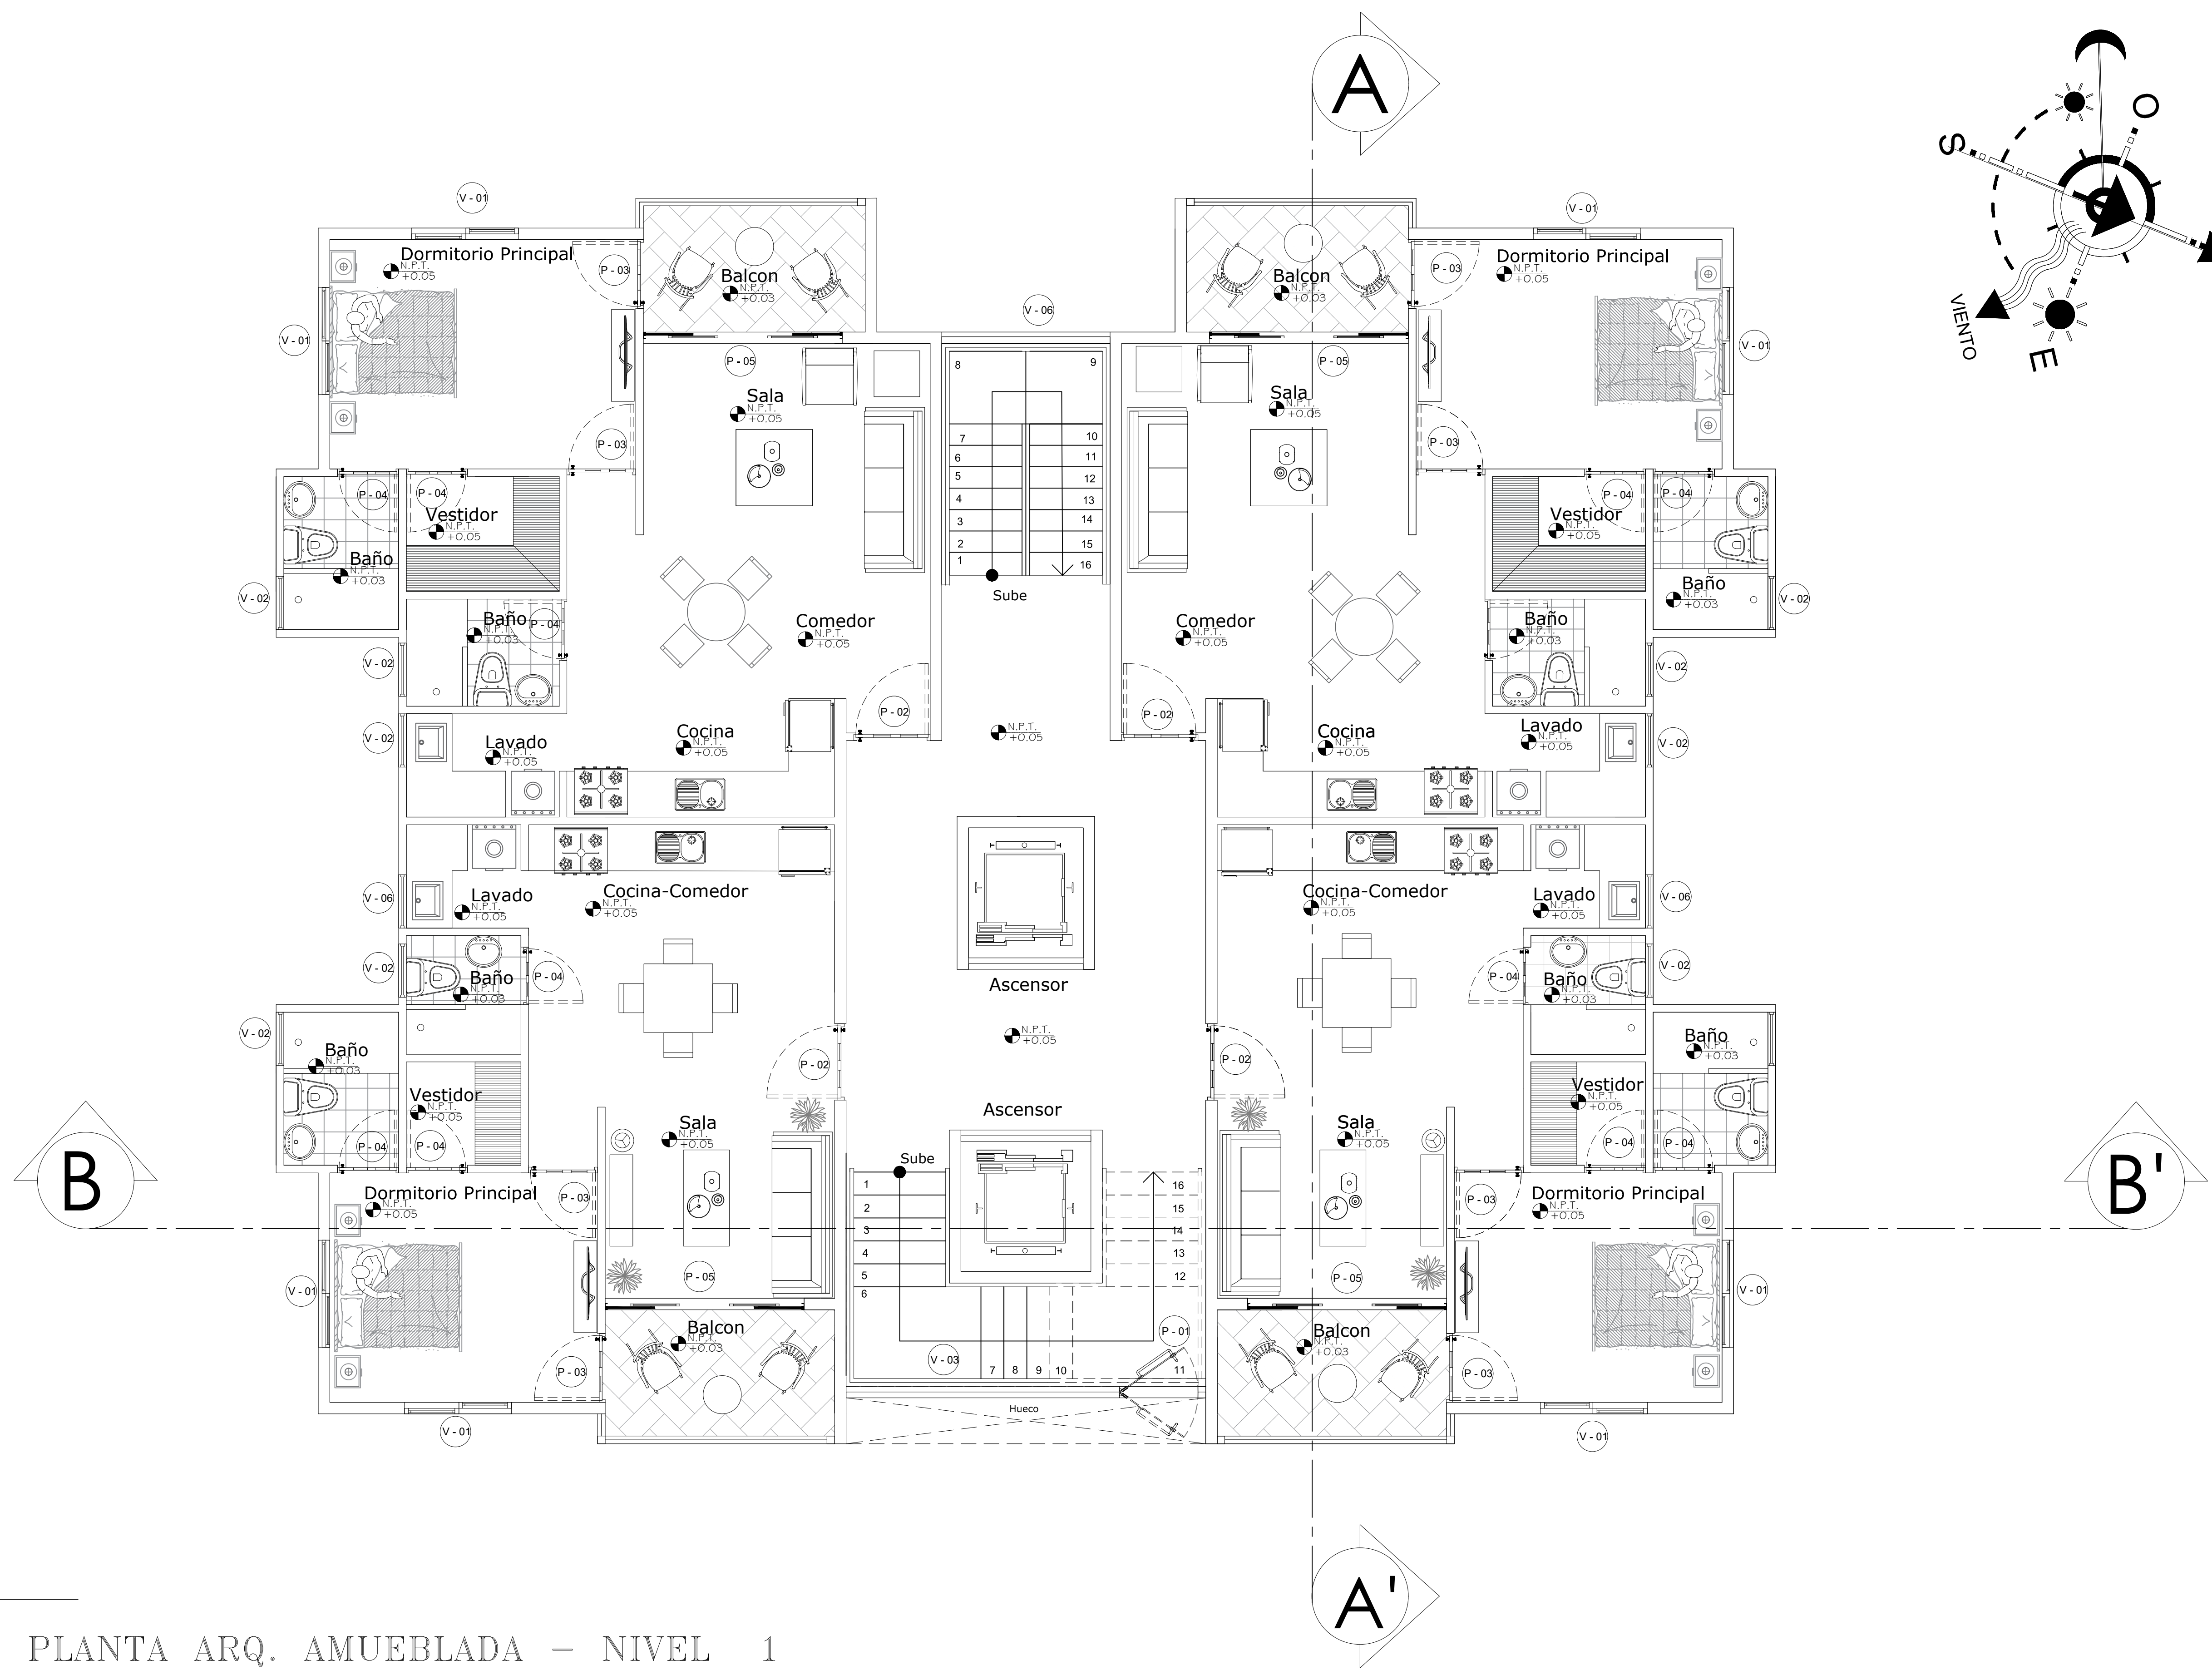 A
O
S
VIENTO
E
V - 01
V - 01
Dormitorio Principal
N.P.T.
+0.05
P - 03
Balcon
N.P.T.
+0.03
Balcon
N.P.T.
+0.03
P - 03
Dormitorio Principal
N.P.T.
+0.05
V - 06
V - 01
V - 01
P - 05
P - 05
8
9
Sala
N.P.T.
+0.05
Sala
N.P.T.
+0.05
P - 03
P - 03
7
10
6
11
5
12
4
13
3
14
2
15
1
16
Sube
P - 04
P - 04
Vestidor
N.P.T.
+0.05
Baño
N.P.T.
+0.03
V - 02
P - 04
P - 04
Vestidor
N.P.T.
+0.05
Baño
N.P.T.
+0.03
V - 02
Baño
N.P.T.
+0.03
P - 04
V - 02
Comedor
N.P.T.
+0.05
Comedor
N.P.T.
+0.05
Baño
N.P.T.
+0.03
V - 02
P - 02
P - 02
V - 02
Lavado
N.P.T.
+0.05
Cocina
N.P.T.
+0.05
N.P.T.
+0.05
Cocina
N.P.T.
+0.05
Lavado
N.P.T.
+0.05
V - 02
V - 06
Lavado
N.P.T.
+0.05
Cocina-Comedor
N.P.T.
+0.05
Cocina-Comedor
N.P.T.
+0.05
Lavado
N.P.T.
+0.05
V - 06
V - 02
Baño
N.P.T.
+0.03
P - 04
Ascensor
P - 04
Baño
N.P.T.
+0.03
V - 02
V - 02
Baño
N.P.T.
+0.03
P - 02
N.P.T.
+0.05
P - 02
Baño
N.P.T.
+0.03
Vestidor
N.P.T.
+0.05
P - 04
P - 04
Sala
N.P.T.
+0.05
Ascensor
Sala
N.P.T.
+0.05
Vestidor
N.P.T.
+0.05
P - 04
P - 04
B
B'
Dormitorio Principal
N.P.T.
+0.05
P - 03
Sube
1
16
2
15
3
14
4
13
5
12
6
P - 03
Dormitorio Principal
N.P.T.
+0.05
V - 01
P - 05
P - 05
V - 01
Balcon
N.P.T.
+0.03
P - 01
Balcon
N.P.T.
+0.03
P - 03
V - 03
7
8
9
10
11
P - 03
Hueco
V - 01
V - 01
A'
PLANTA ARQ. AMUEBLADA - NIVEL 1